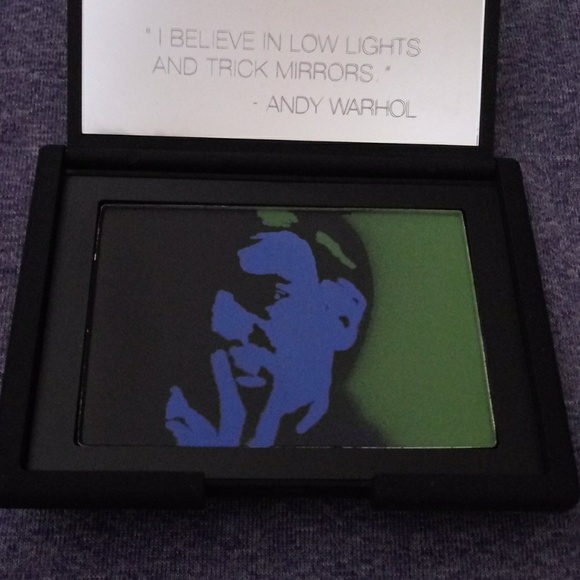 "I BELIEVE IN LOW LIGHTS
AND TRICK MIRRORS."
- ANDY WARHOL